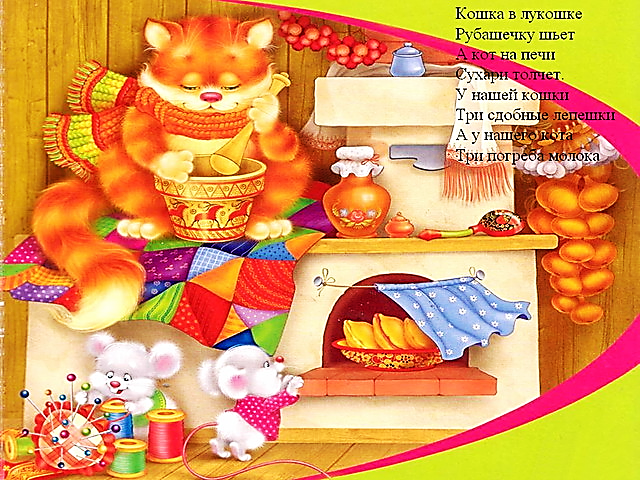 Кошка в лукошке
Рубашечку шьет
А кот на печи
Сухари толчет.
У нашей кошки
Три сдобные лепешки
А у нашего кота
Три погреба молока